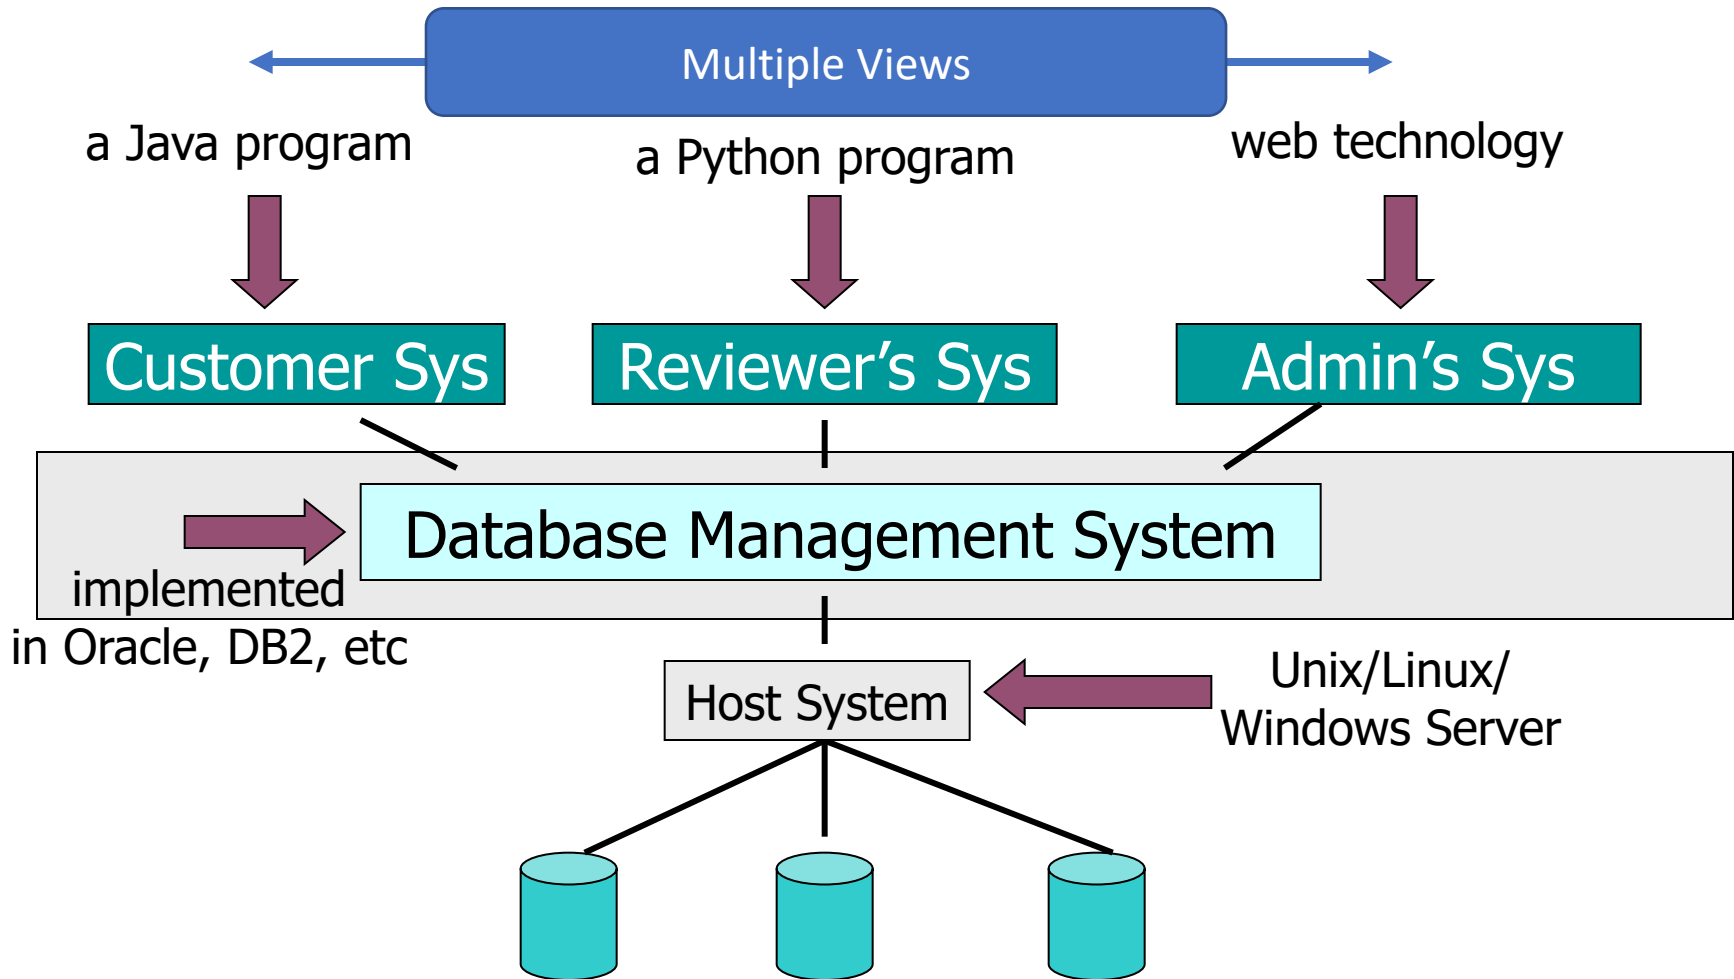 Multiple Views
a Java program
a Python program
web technology
Customer Sys
Reviewer’s Sys
Admin’s Sys
Database Management System
implemented
in Oracle, DB2, etc
Host System
Unix/Linux/
Windows Server